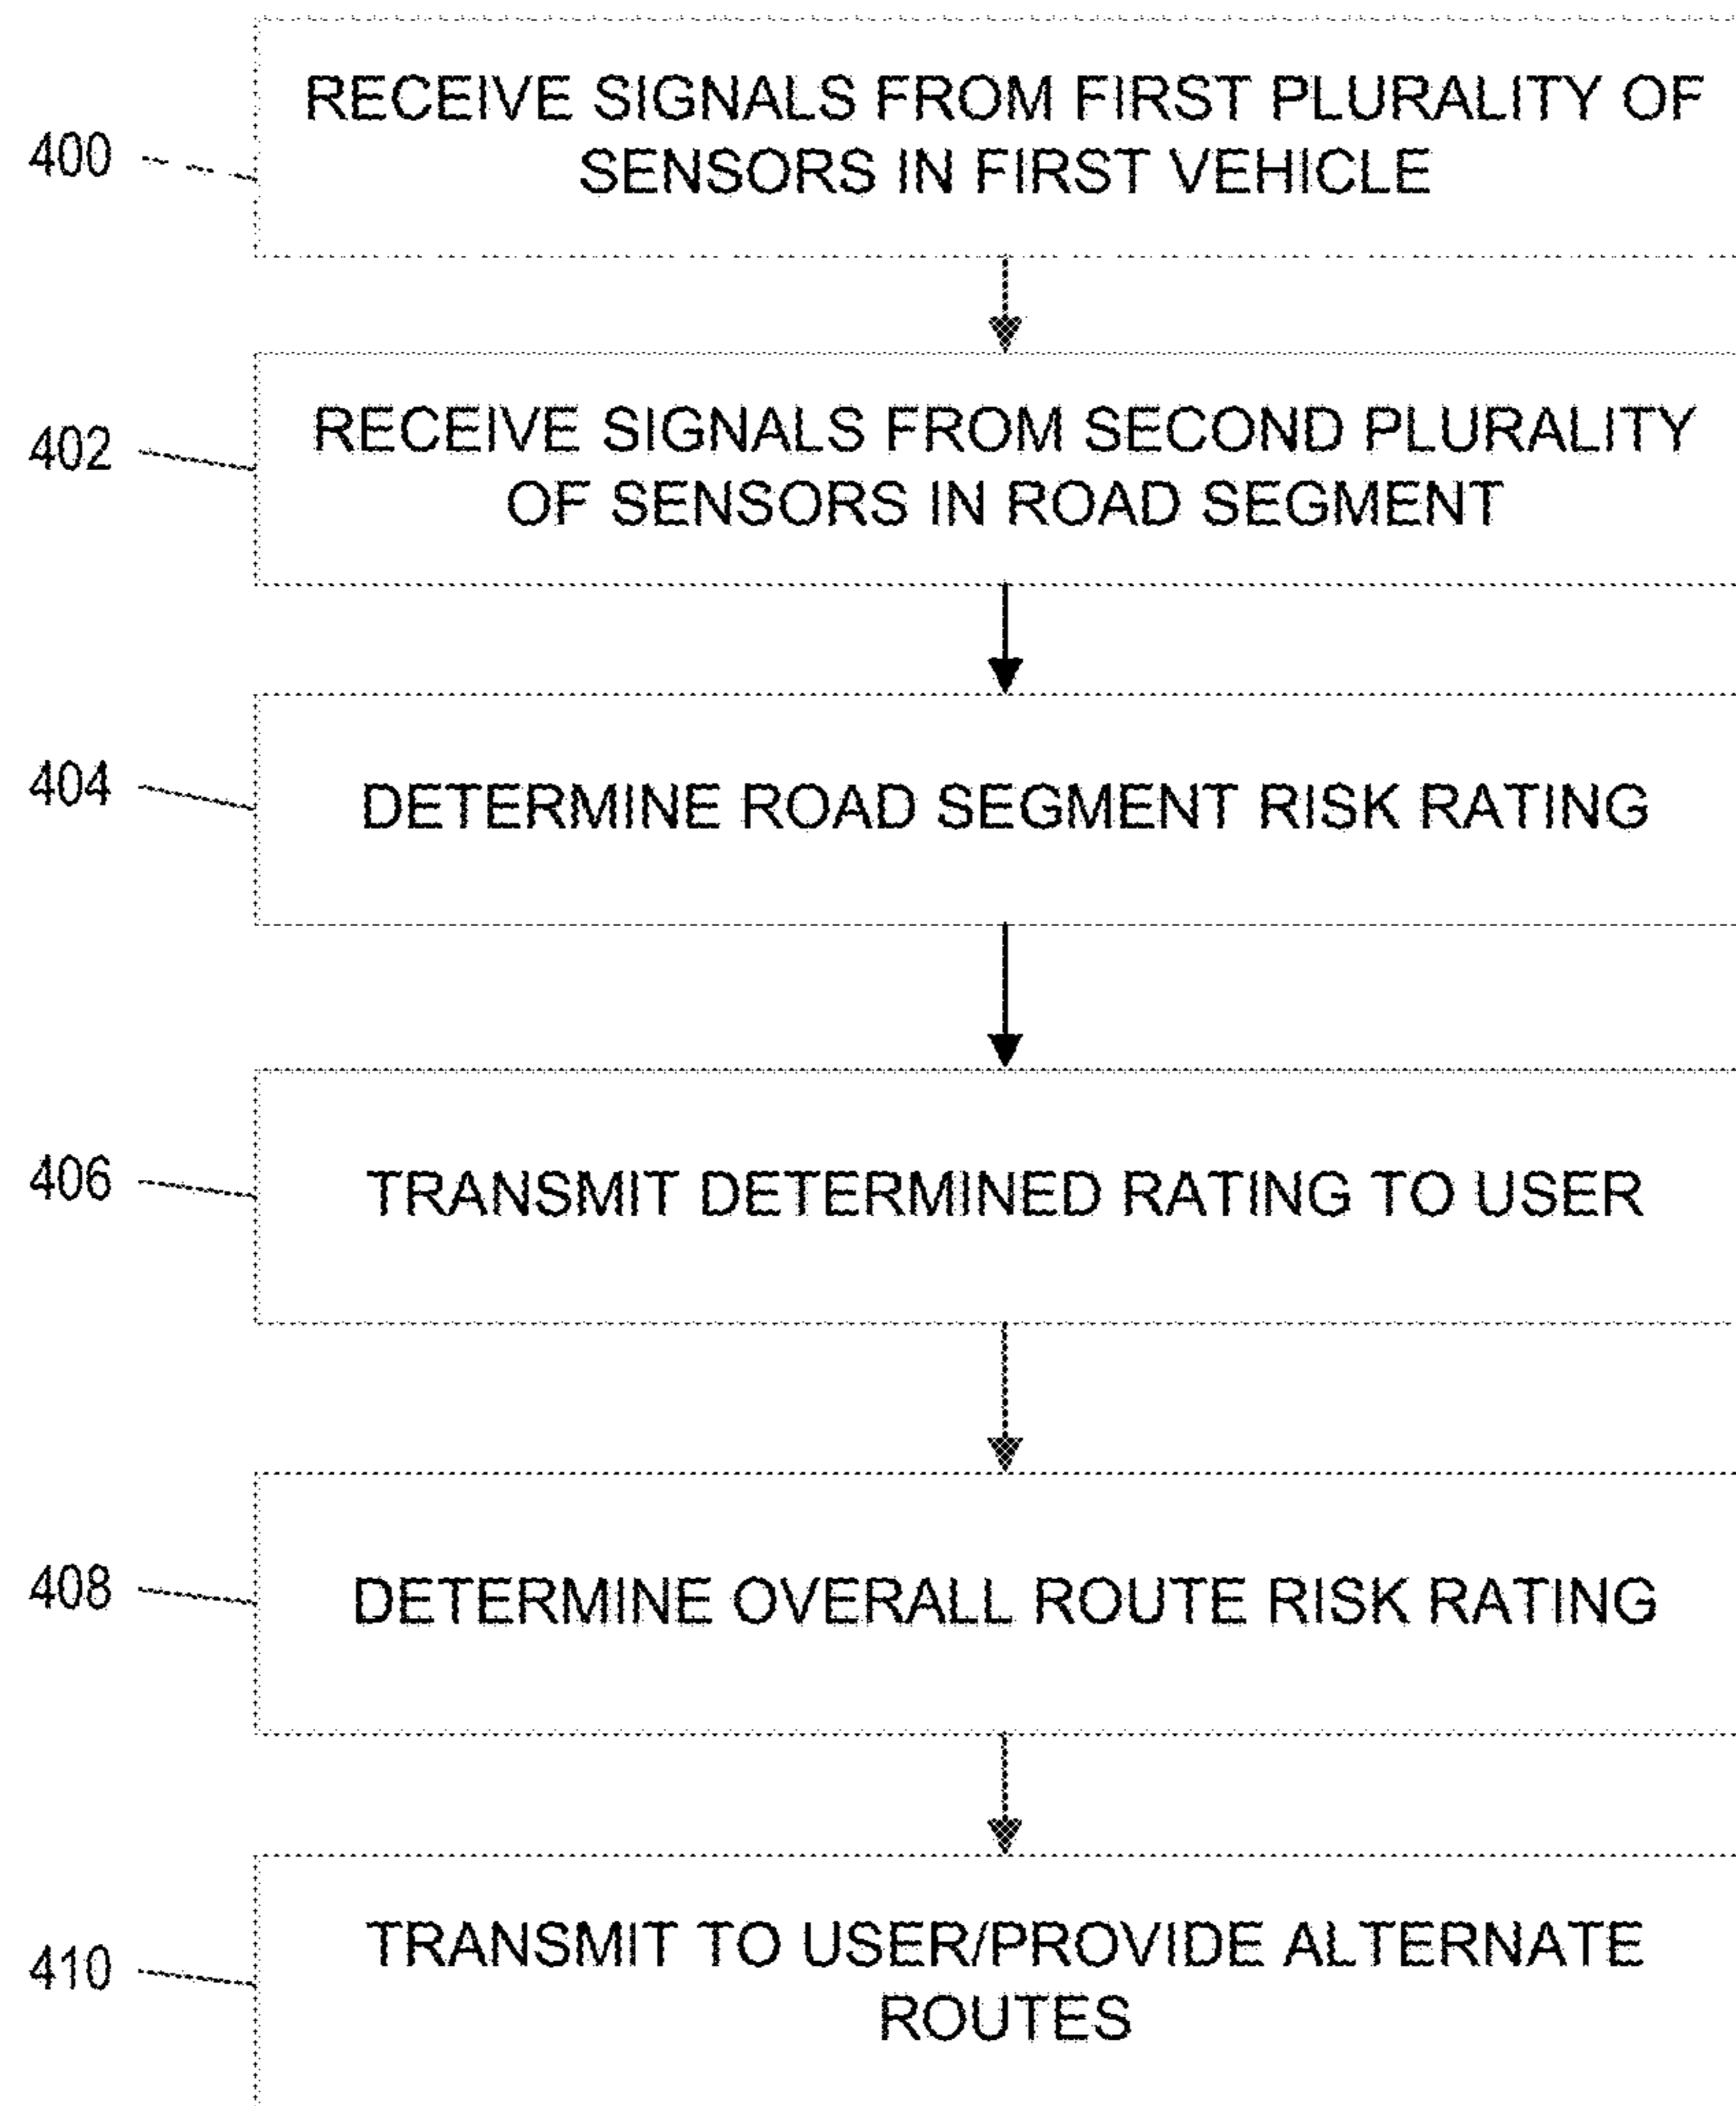 RECEIVE SIGNALS FROM FIRST PLURALITY OF
400
SENSORS IN FIRST VEHICLE
RECEIVE SIGNALS FROM SECOND PLURALITY
402
OF SENSORS IN ROAD SEGMENT
404
DETERMINE ROAD SEGMENT RISK RATING
406
TRANSMIT DETERMINED RATING TO USER
408
DETERMINE OVERALL ROUTE RISK RATING
TRANSMIT TO USER/PROVIDE ALTERNATE
410
ROUTES